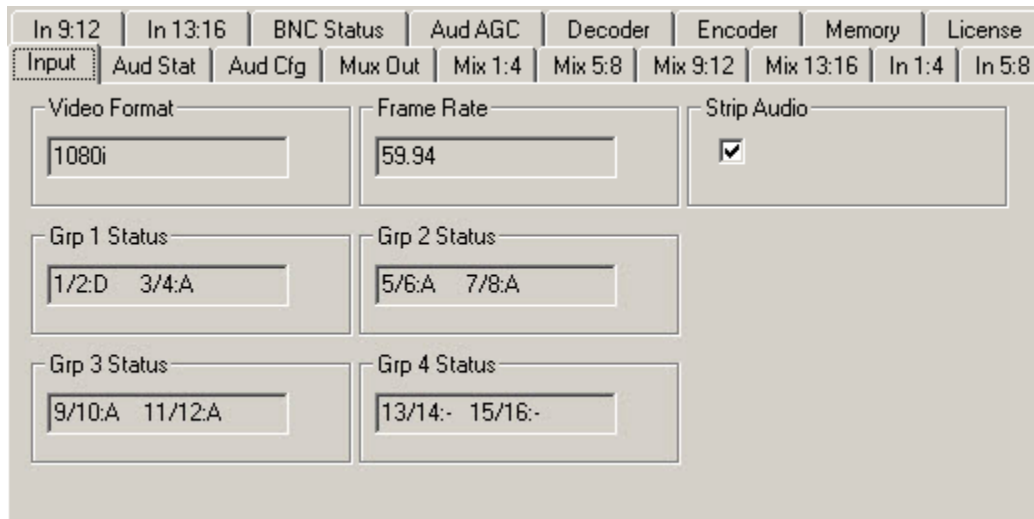 In 9:12 In 13:16 BNC Status Aud AGC Decoder Encoder Memory License
Input Aud Stat Aud Cfg Mux Out Mix 1:4 Mix 5:8 Mix 9:12 Mix 13:16 In 1:4 In 5:8
Video Format Frame Rate Strip Audio
1080i 59.94
Grp 1 Status Grp 2 Status
1/2:D 3/4:A 5/6:A 7/8:A
Grp 3 Status Grp 4 Status
9/10:A 11/12:A 13/14:- 15/16:-